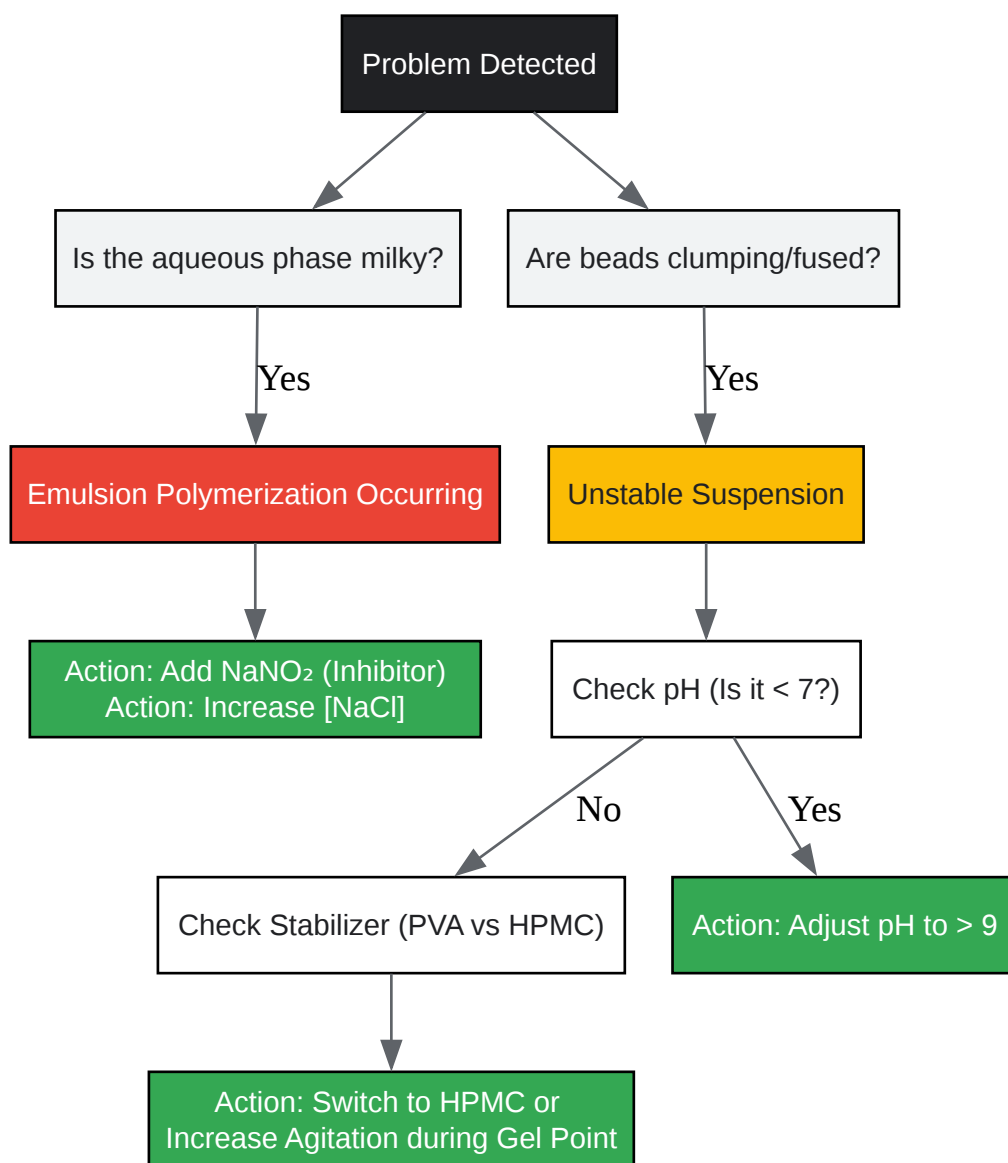 Problem Detected
Is the aqueous phase milky?
Are beads clumping/fused?
Yes
Yes
Emulsion Polymerization Occurring
Unstable Suspension
Action: Add NaNO₂ (Inhibitor)
Action: Increase [NaCl]
Check pH (Is it < 7?)
No
Yes
Check Stabilizer (PVA vs HPMC)
Action: Adjust pH to > 9
Action: Switch to HPMC or
Increase Agitation during Gel Point